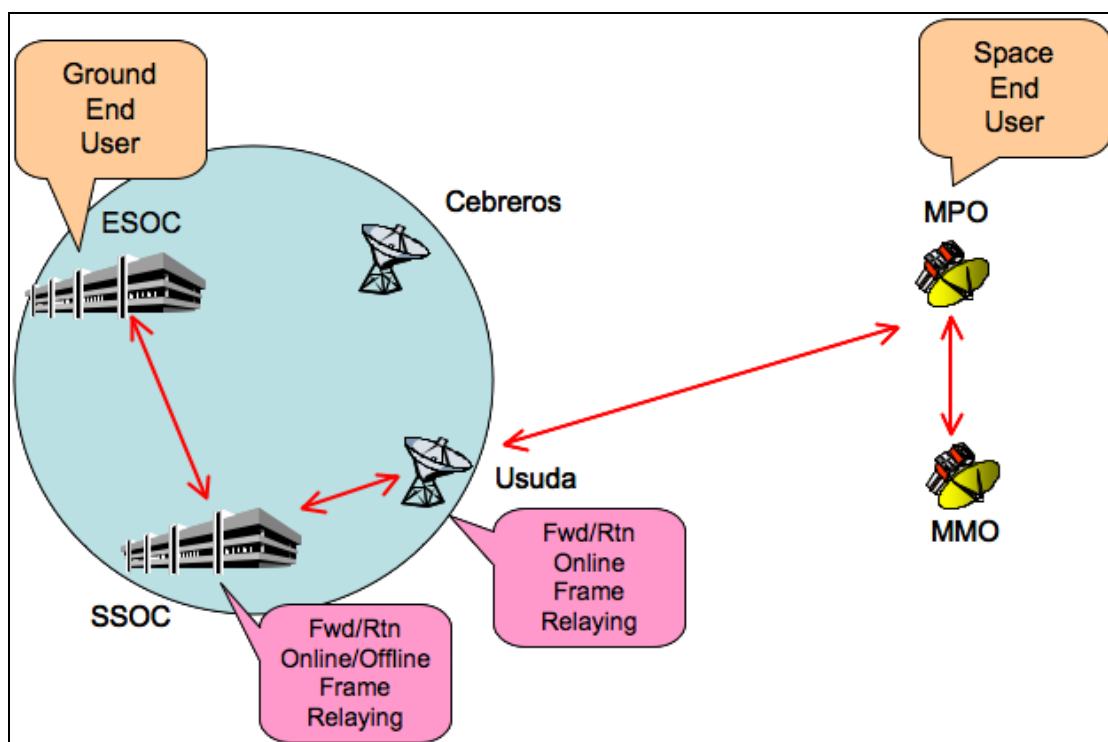 Ground
End
User
Space
End
User
ESOC
Cebreros
MPO
Usuda
MMO
SSOC
Fwd/Rtn
Online
Frame
Relaying
Fwd/Rtn
Online/Offline
Frame
Relaying